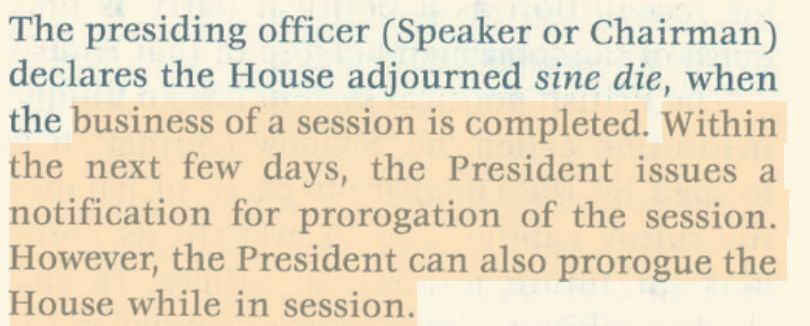 The presiding officer (Speaker or Chairman)
declares the House adjourned sine die, when
the business of a session is completed. Within
the next few days, the President issues a
notification for prorogation of the session.
However, the President can also prorogue the
House while in session.